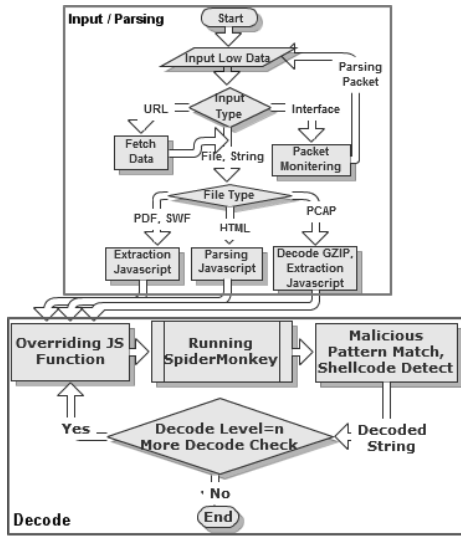 Input / Parsing
Start
Input Low Data
Parsing
Packet
Input
Type
URL
Interface
Fetch
Data
File, String
Packet
Monitering
File Type
PDF, SWF
HTML
PCAP
Extraction
Javascript
Parsing
Javascript
Decode GZIP,
Extraction
Javascript
Overriding JS
Function
Running
SpiderMonkey
Malicious
Pattern Match,
Shellcode Detect
Yes
Decode Level=n
More Decode Check
Decoded
String
No
End
Decode